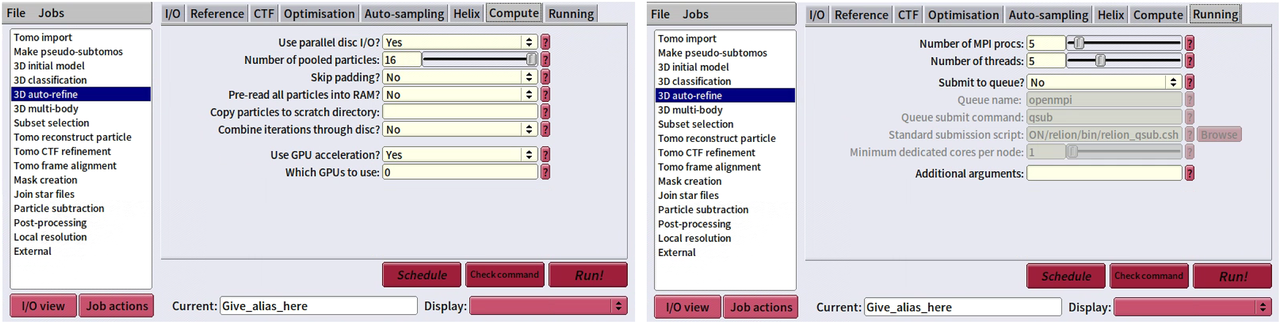 File Jobs
Tomo import
Make pseudo-subtomos
3D initial model
3D classification
3D auto-refine
3D multi-body
Subset selection
Tomo reconstruct particle
Tomo CTF refinement
Tomo frame alignment
Mask creation
Join star files
Particle subtraction
Post-processing
Local resolution
External
I/O view Job actions
I/O Reference CTF Optimisation Auto-sampling Helix Compute Running
Use parallel disc I/O? Yes ?
Number of pooled particles: 16 ?
Skip padding? No ?
Pre-read all particles into RAM? No ?
Copy particles to scratch directory: ?
Combine iterations through disc? No ?
Use GPU acceleration? Yes ?
Which GPUs to use: 0 ?
Schedule Check command Run!
Current: Give_alias_here Display:
File Jobs
Tomo import
Make pseudo-subtomos
3D initial model
3D classification
3D auto-refine
3D multi-body
Subset selection
Tomo reconstruct particle
Tomo CTF refinement
Tomo frame alignment
Mask creation
Join star files
Particle subtraction
Post-processing
Local resolution
External
I/O view Job actions
I/O Reference CTF Optimisation Auto-sampling Helix Compute Running
Number of MPI procs: 5 ?
Number of threads: 5 ?
Submit to queue? No ?
Queue name: openmpi ?
Queue submit command: qsub ?
Standard submission script: ON/relion/bin/relion_qsub.csh ? Browse
Minimum dedicated cores per node: 1 ?
Additional arguments: ?
Schedule Check command Run!
Current: Give_alias_here Display: